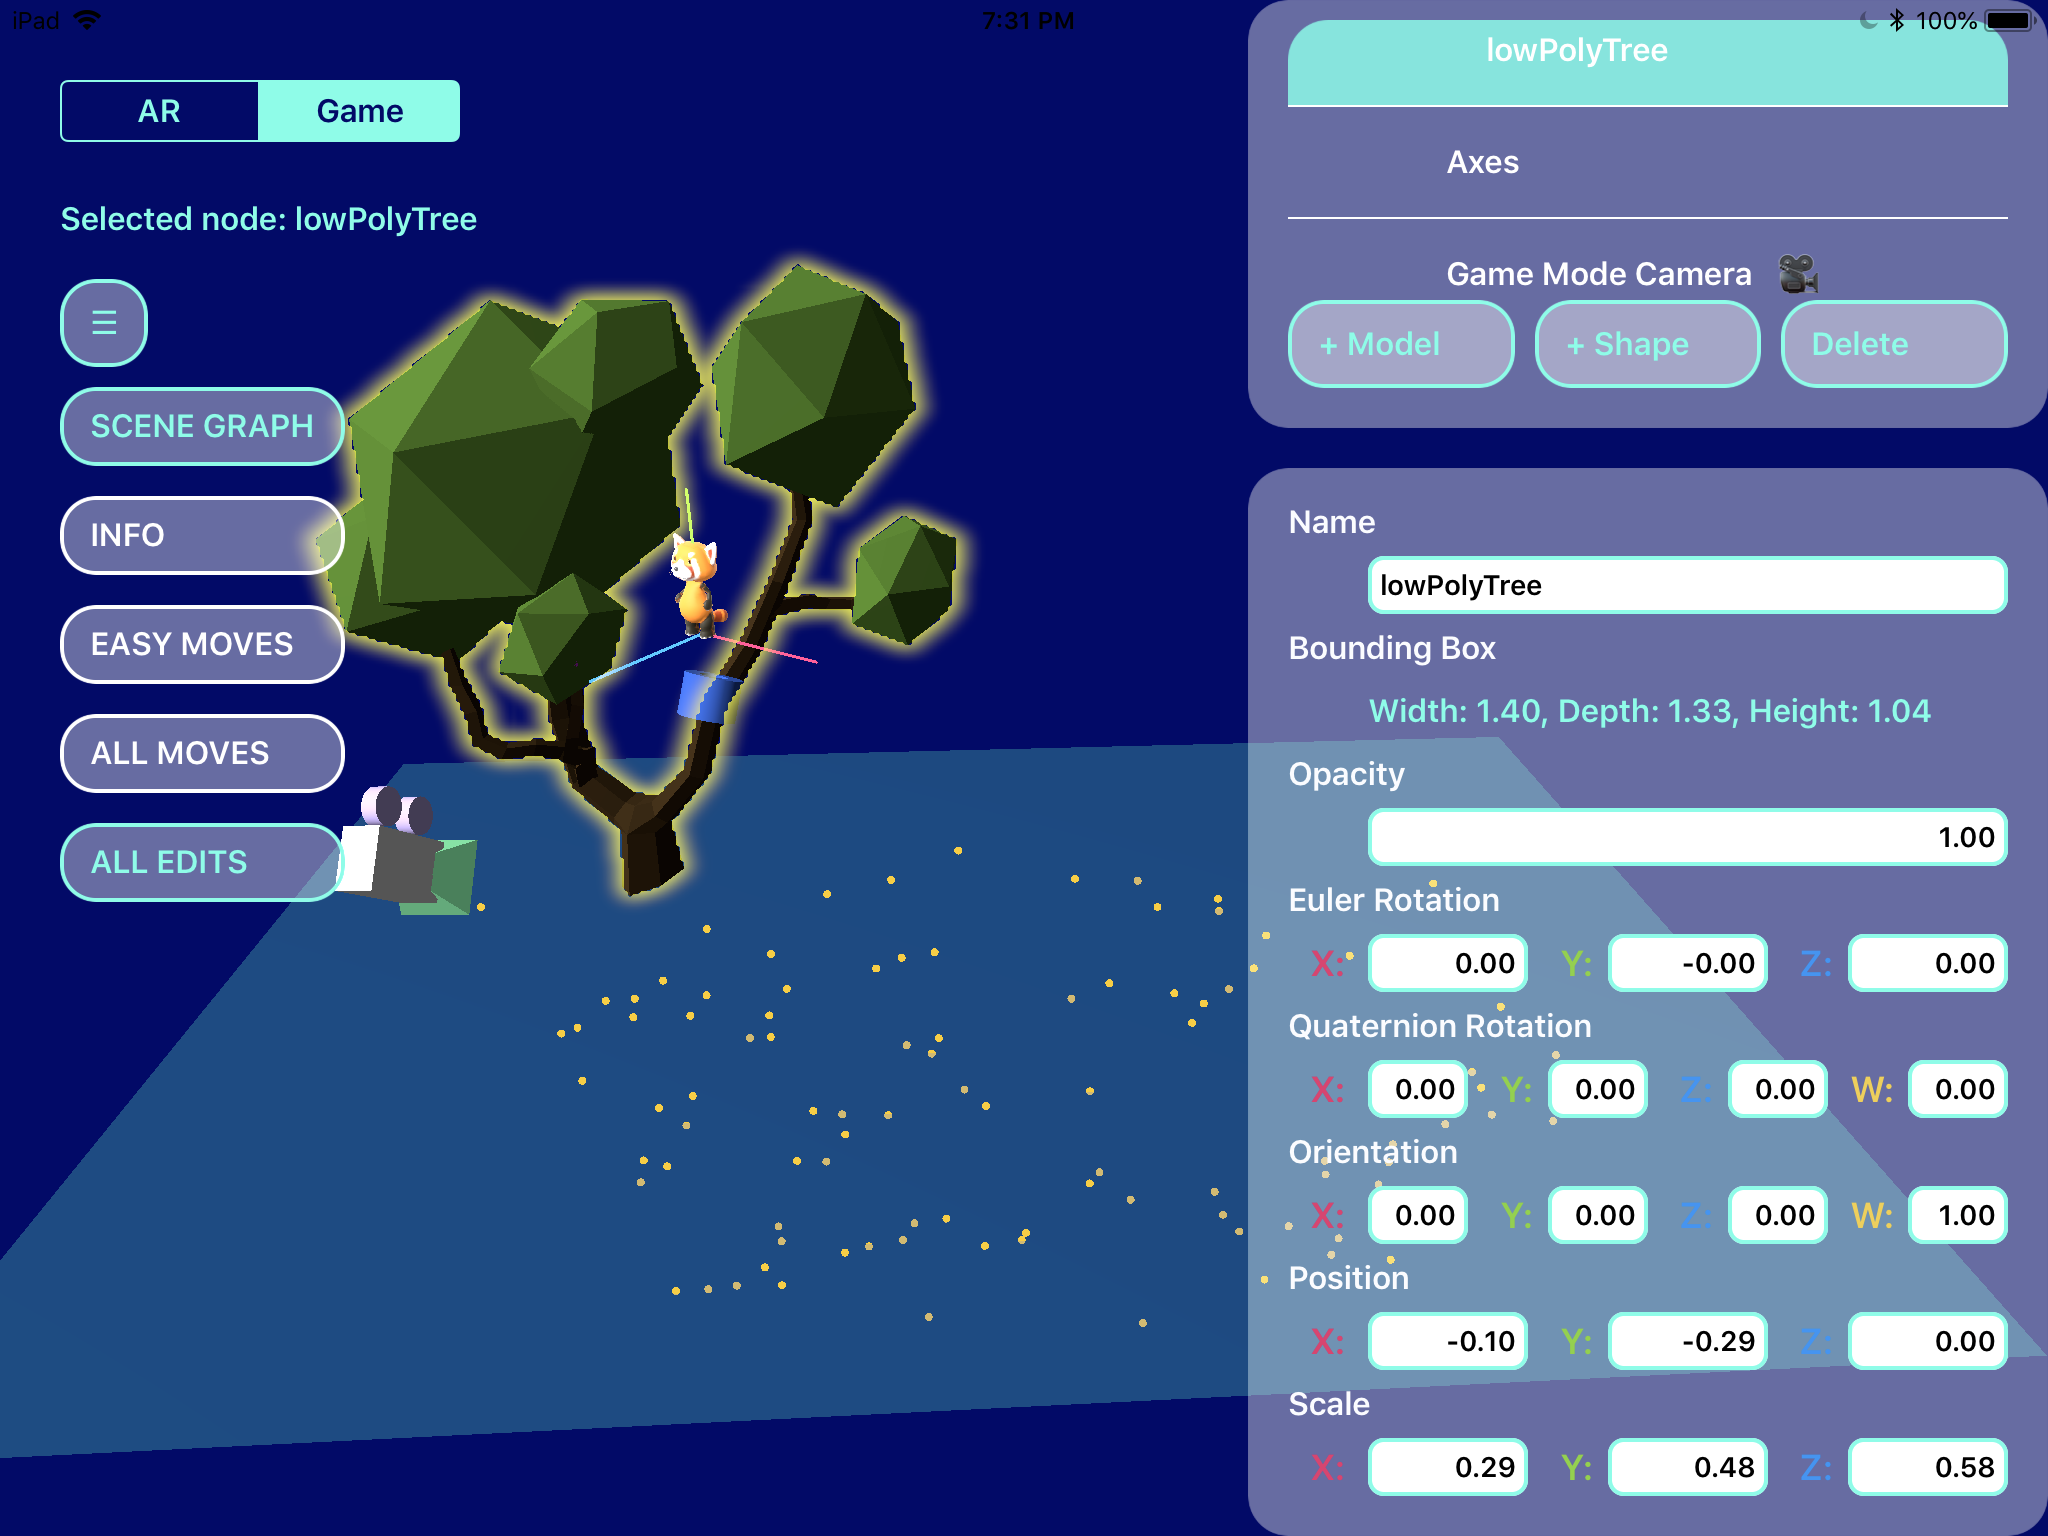 iPad
7:31 PM
100%
AR
Game
Selected node: lowPolyTree
☰
SCENE GRAPH
INFO
EASY MOVES
ALL MOVES
ALL EDITS
lowPolyTree
Axes
Game Mode Camera 🎥
+ Model
+ Shape
Delete
Name
lowPolyTree
Bounding Box
Width: 1.40, Depth: 1.33, Height: 1.04
Opacity
1.00
Euler Rotation
X: 0.00 Y: -0.00 Z: 0.00
Quaternion Rotation
X: 0.00 Y: 0.00 Z: 0.00 W: 0.00
Orientation
X: 0.00 Y: 0.00 Z: 0.00 W: 1.00
Position
X: -0.10 Y: -0.29 Z: 0.00
Scale
X: 0.29 Y: 0.48 Z: 0.58